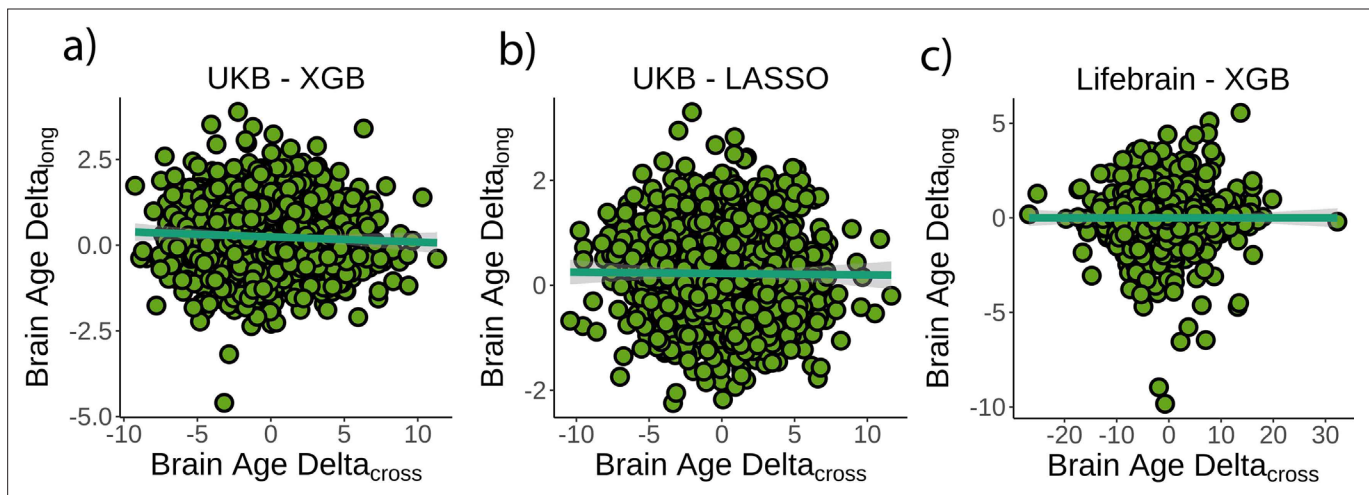 a)
UKB - XGB
Brain Age Delta_long
2.5
0.0
-2.5
-5.0
-10
-5
0
5
10
Brain Age Delta_cross
b)
UKB - LASSO
Brain Age Delta_long
2
0
-2
-10
-5
0
5
10
Brain Age Delta_cross
c)
Lifebrain - XGB
Brain Age Delta_long
5
0
-5
-10
-20
-10
0
10
20
30
Brain Age Delta_cross